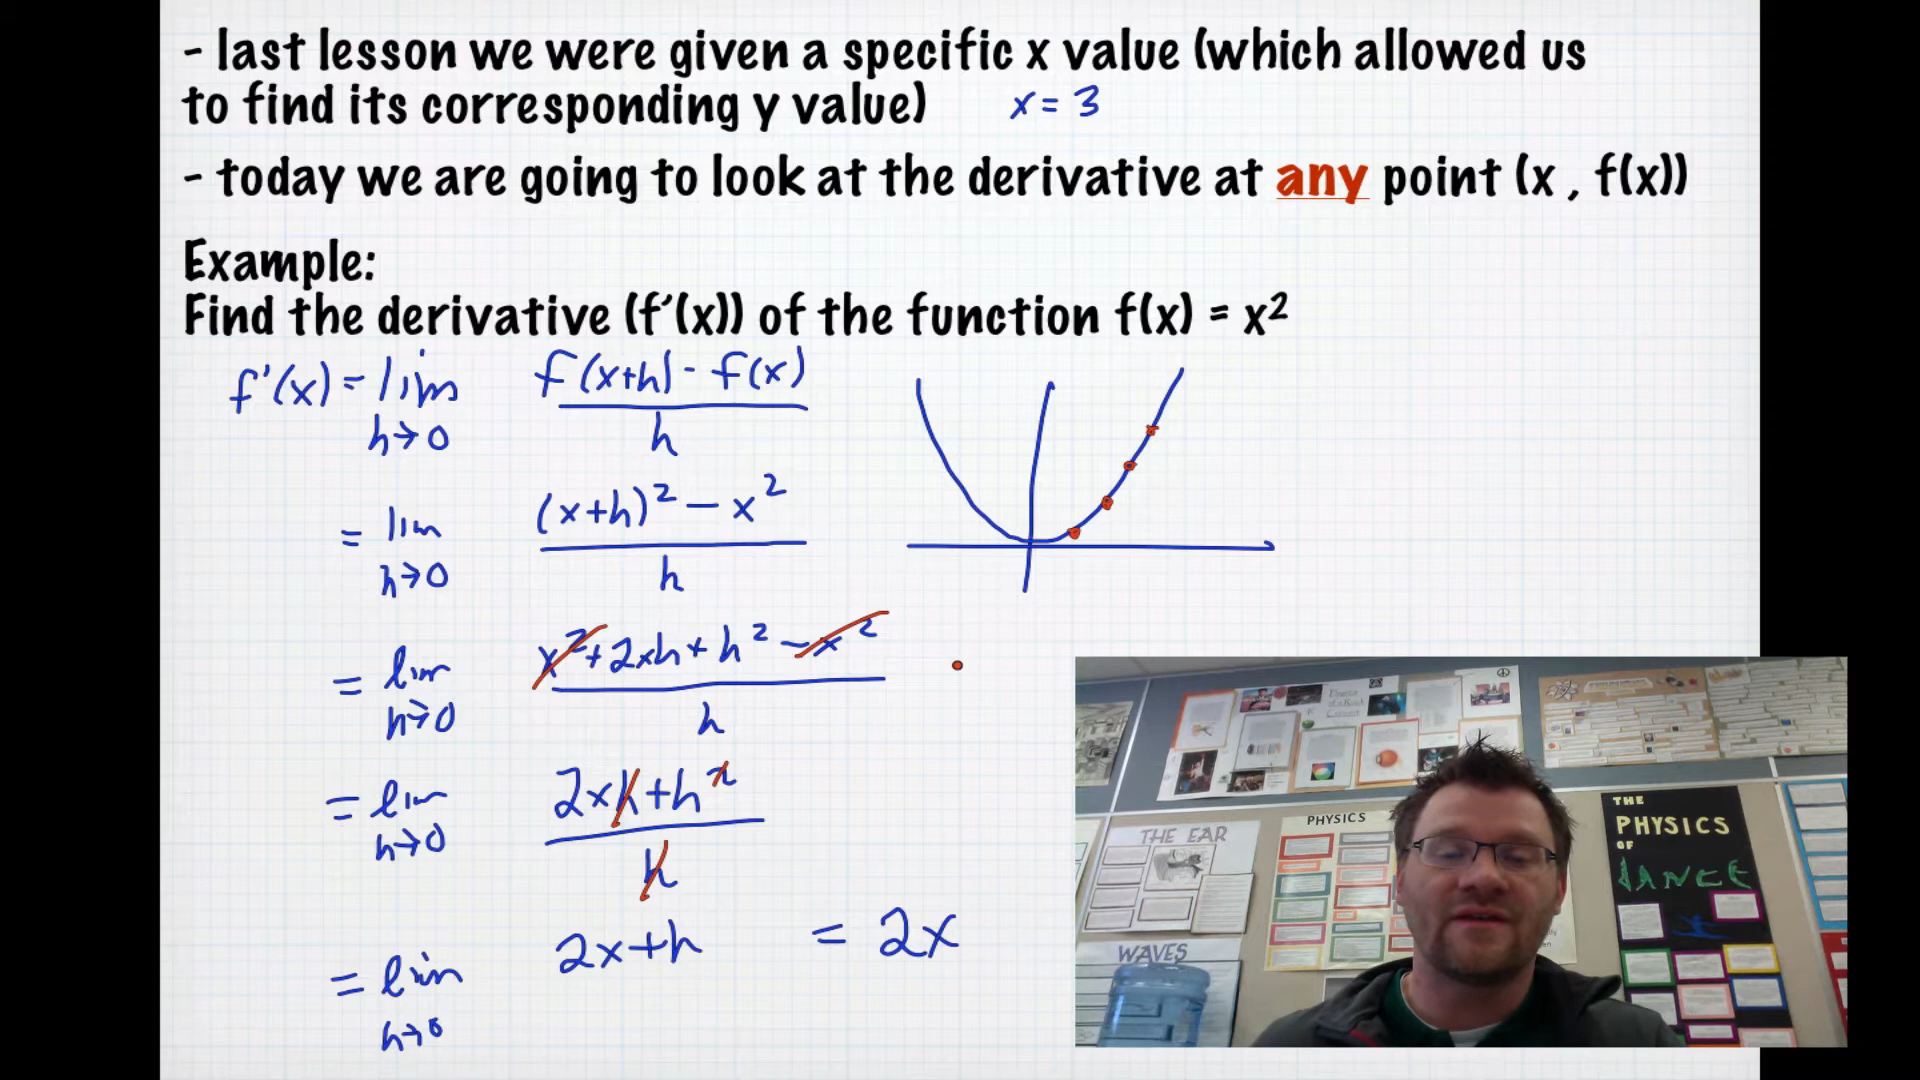 - last lesson we were given a specific x value (which allowed us
to find its corresponding y value) x = 3
- today we are going to look at the derivative at any point (x , f(x))
Example:
Find the derivative (f'(x)) of the function f(x) = x²
f'(x) = lim f(x+h) - f(x)
h→0 h
= lim (x+h)² - x²
h→0 h
= lim x² + 2xh + h² - x²
h→0 h
= lim 2xh + h²
h→0 h
= lim 2x+h = 2x
h→0
THE EAR
PHYSICS
WAVES
THE
PHYSICS
OF
DANCE